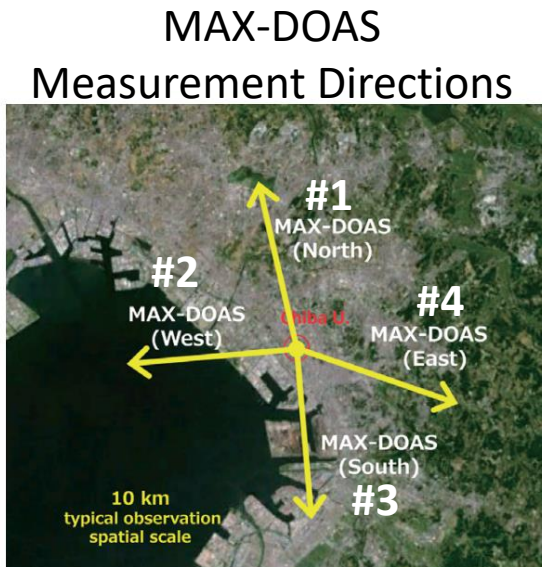 MAX-DOAS
Measurement Directions
#1
MAX-DOAS
(North)
#2
MAX-DOAS
(West)
Chiba U.
#4
MAX-DOAS
(East)
MAX-DOAS
(South)
#3
10 km
typical observation
spatial scale